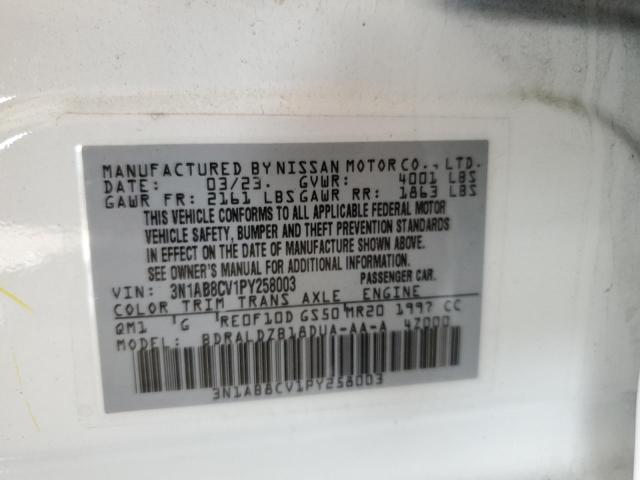 MANUFACTURED BY NISSAN MOTOR CO., LTD.
DATE: 03/23. GVWR: 4001 LBS
GAWR FR: 2161 LBS GAWR RR: 1863 LBS
THIS VEHICLE CONFORMS TO ALL APPLICABLE FEDERAL MOTOR
VEHICLE SAFETY, BUMPER AND THEFT PREVENTION STANDARDS
IN EFFECT ON THE DATE OF MANUFACTURE SHOWN ABOVE.
SEE OWNER'S MANUAL FOR ADDITIONAL INFORMATION.
VIN: 3N1AB8CV1PY258003 PASSENGER CAR.
COLOR TRIM TRANS AXLE ENGINE
QM1 G RE0F10D GS50 MR20 1997 CC
MODEL: BDRALDZB18DUA-AA-A 47000
3N1AB8CV1PY258003